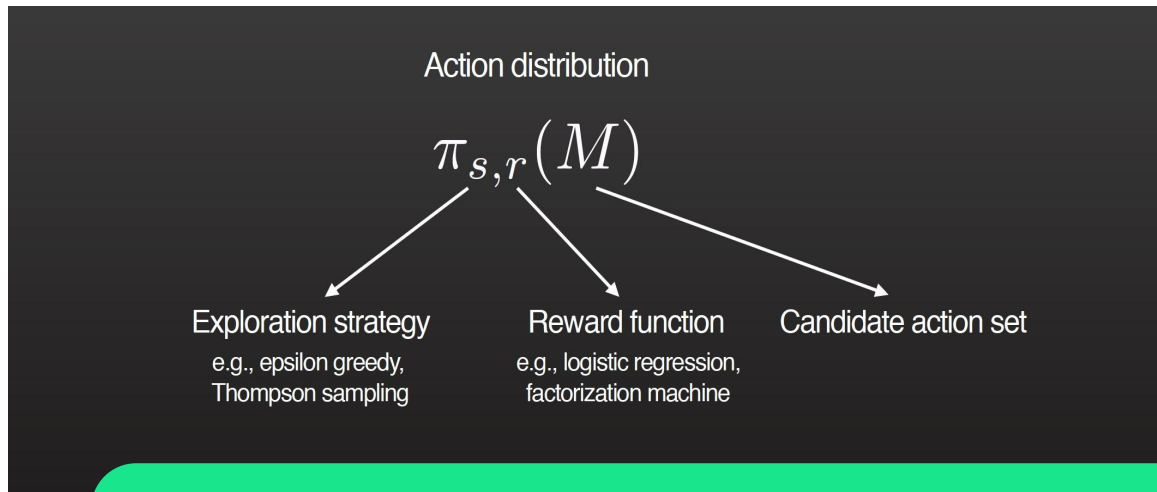 Action distribution
π_{s,r}(M)
Exploration strategy
Reward function
Candidate action set
e.g., epsilon greedy,
Thompson sampling
e.g., logistic regression,
factorization machine